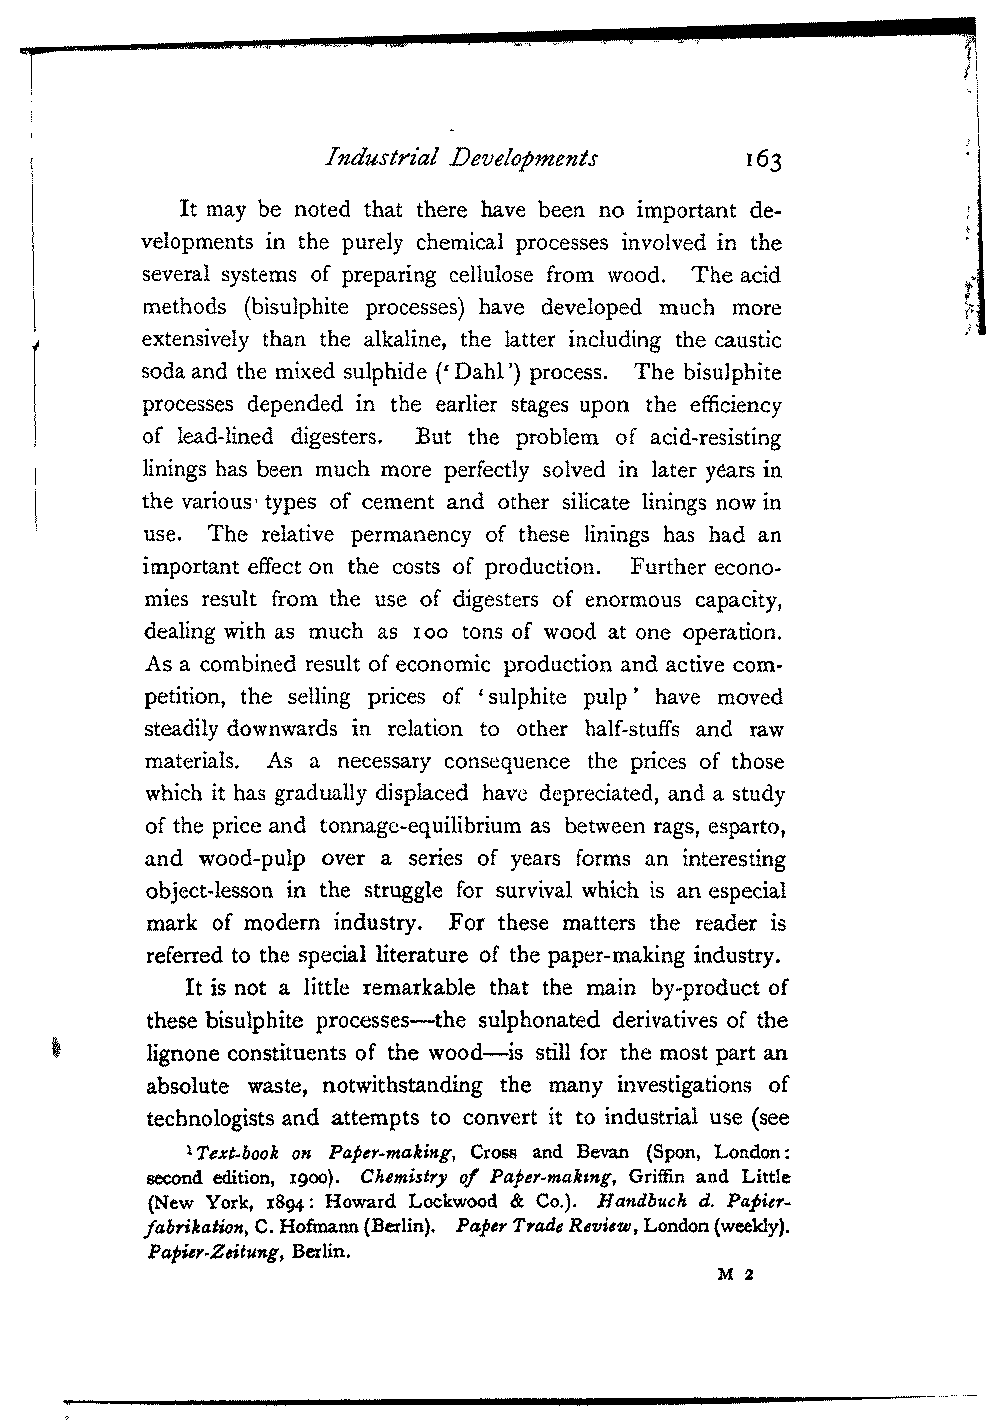 Industrial Developments 163
It may be noted that there have been no important de-
velopments in the purely chemical processes involved in the
several systems of preparing cellulose from wood. The acid
methods (bisulphite processes) have developed much more
extensively than the alkaline, the latter including the caustic
soda and the mixed sulphide (‘Dahl’) process. The bisulphite
processes depended in the earlier stages upon the efficiency
of lead-lined digesters. But the problem of acid-resisting
linings has been much more perfectly solved in later years in
the various types of cement and other silicate linings now in
use. The relative permanency of these linings has had an
important effect on the costs of production. Further econo-
mies result from the use of digesters of enormous capacity,
dealing with as much as 100 tons of wood at one operation.
As a combined result of economic production and active com-
petition, the selling prices of ‘sulphite pulp’ have moved
steadily downwards in relation to other half-stuffs and raw
materials. As a necessary consequence the prices of those
which it has gradually displaced have depreciated, and a study
of the price and tonnage-equilibrium as between rags, esparto,
and wood-pulp over a series of years forms an interesting
object-lesson in the struggle for survival which is an especial
mark of modern industry. For these matters the reader is
referred to the special literature of the paper-making industry.
It is not a little remarkable that the main by-product of
these bisulphite processes—the sulphonated derivatives of the
lignone constituents of the wood—is still for the most part an
absolute waste, notwithstanding the many investigations of
technologists and attempts to convert it to industrial use (see
¹ Text-book on Paper-making, Cross and Bevan (Spon, London:
second edition, 1900). Chemistry of Paper-making, Griffin and Little
(New York, 1894: Howard Lockwood & Co.). Handbuch d. Papier-
fabrikation, C. Hofmann (Berlin). Paper Trade Review, London (weekly).
Papier-Zeitung, Berlin.
M 2